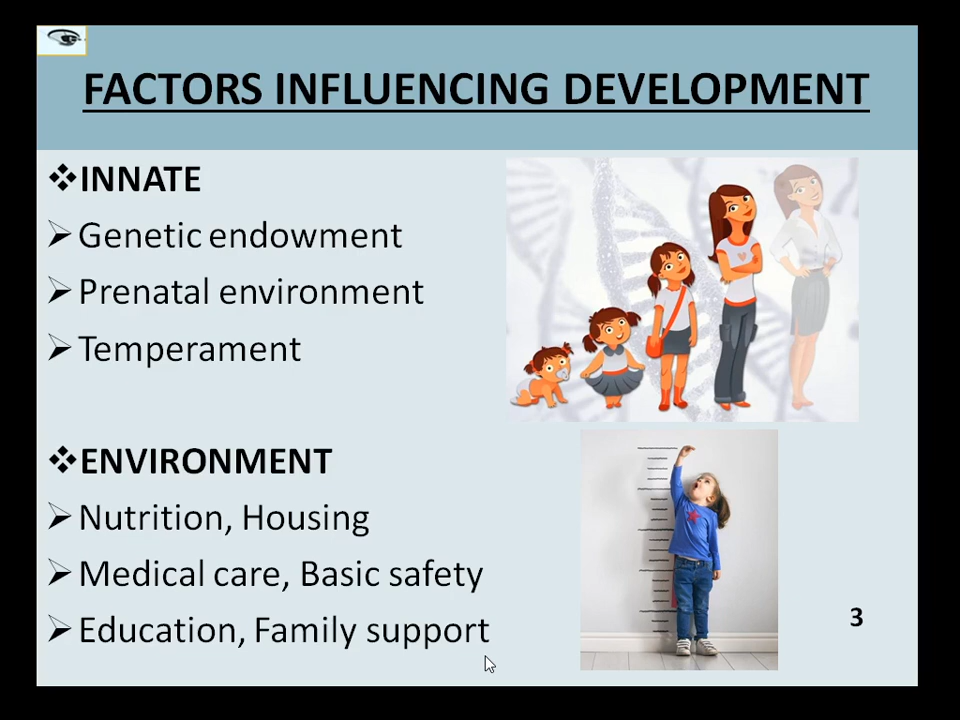 FACTORS INFLUENCING DEVELOPMENT
INNATE
Genetic endowment
Prenatal environment
Temperament
ENVIRONMENT
Nutrition, Housing
Medical care, Basic safety
Education, Family support
3